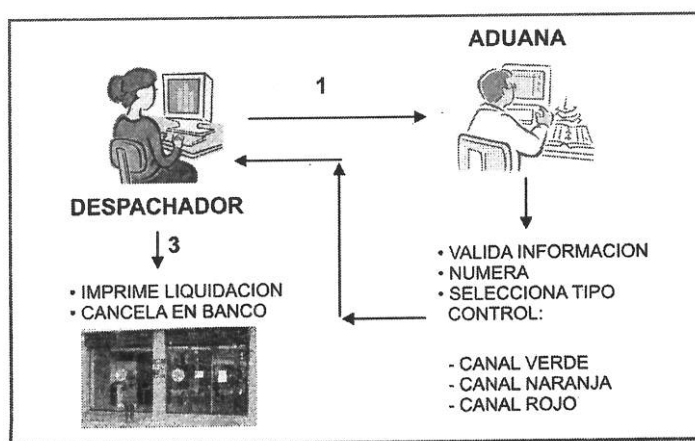 ADUANA
1
DESPACHADOR
3
• IMPRIME LIQUIDACION
• CANCELA EN BANCO
• VALIDA INFORMACION
• NUMERA
• SELECCIONA TIPO
CONTROL:
- CANAL VERDE
- CANAL NARANJA
- CANAL ROJO